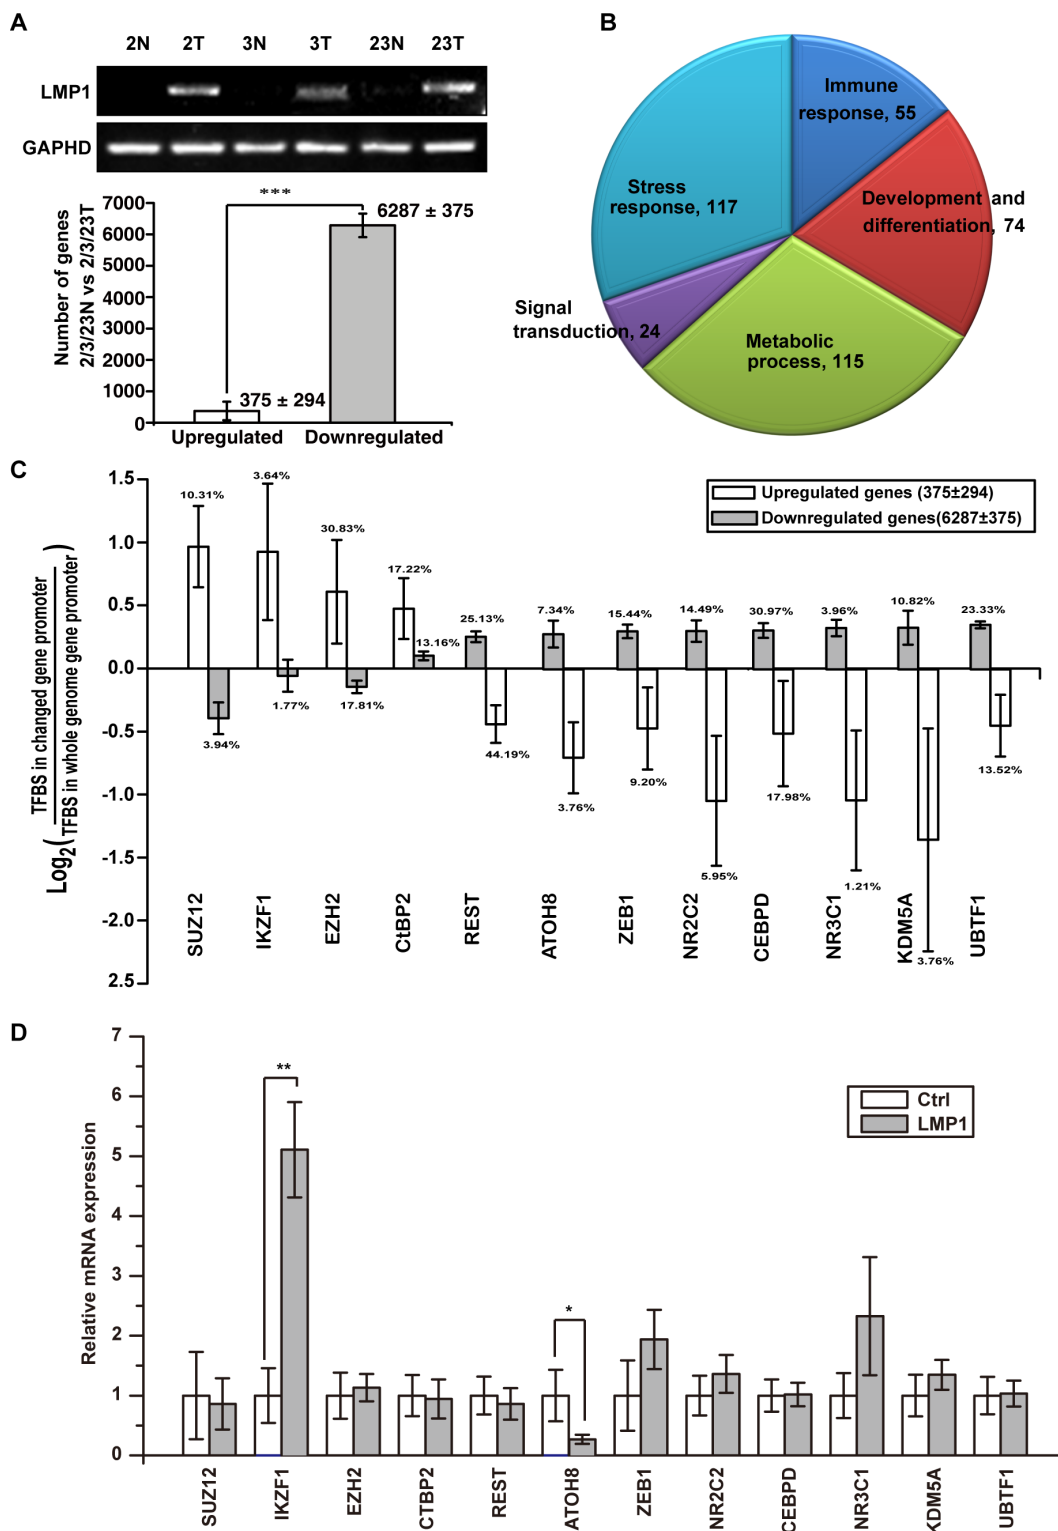 A
2N 2T 3N 3T 23N 23T
LMP1
GAPHD
Number of genes
2/3/23N vs 2/3/23T
7000
6000
5000
4000
3000
2000
1000
0
***
6287 ± 375
375 ± 294
Upregulated Downregulated
B
Immune
response, 55
Development and
differentiation, 74
Metabolic
process, 115
Signal
transduction, 24
Stress
response, 117
C
Log2(TFBS in changed gene promoter
TFBS in whole genome gene promoter)
1.5
1.0
0.5
0.0
-0.5
-1.0
-1.5
-2.0
2.5
Upregulated genes (375±294)
Downregulated genes(6287±375)
10.31%
3.64%
30.83%
17.22%
13.16%
25.13%
7.34%
15.44%
14.49%
30.97%
3.96%
10.82%
23.33%
3.94%
1.77%
17.81%
44.19%
3.76%
9.20%
5.95%
17.98%
1.21%
3.76%
13.52%
SUZ12
IKZF1
EZH2
CtBP2
REST
ATOH8
ZEB1
NR2C2
CEBPD
NR3C1
KDM5A
UBTF1
D
Relative mRNA expression
7
6
5
4
3
2
1
0
**
*
Ctrl
LMP1
SUZ12
IKZF1
EZH2
CTBP2
REST
ATOH8
ZEB1
NR2C2
CEBPD
NR3C1
KDM5A
UBTF1